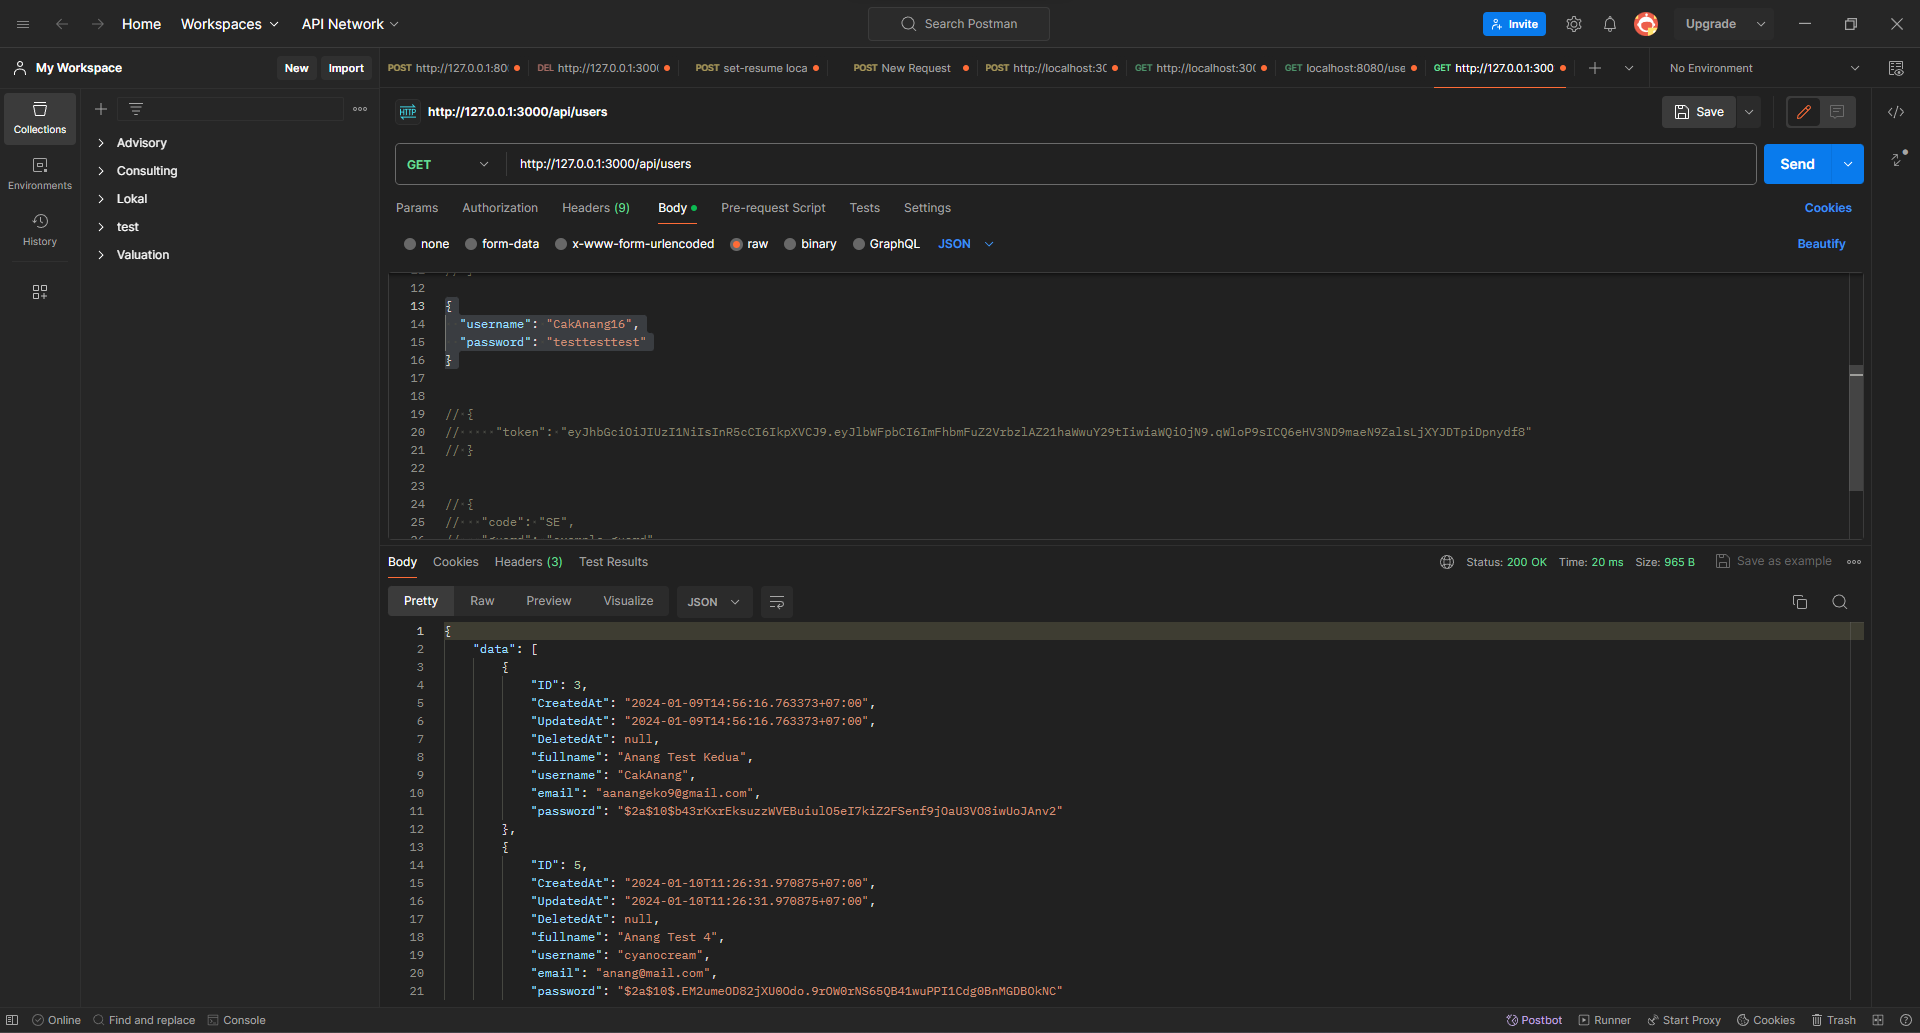 Home Workspaces API Network Search Postman Invite Upgrade
My Workspace New Import POST http://127.0.0.1:80 DEL http://127.0.0.1:3000 POST set-resume loca POST New Request POST http://localhost:30 GET http://localhost:300 GET localhost:8080/use GET http://127.0.0.1:300 No Environment
Collections
Environments
History
Advisory
Consulting
Lokal
test
Valuation
HTTP http://127.0.0.1:3000/api/users Save
GET http://127.0.0.1:3000/api/users Send
Params Authorization Headers (9) Body Pre-request Script Tests Settings Cookies
none form-data x-www-form-urlencoded raw binary GraphQL JSON Beautify
12
13 {
14 "username": "CakAnang16",
15 "password": "testtesttest"
16 }
17
18
19 // {
20 // "token": "eyJhbGciOiJIUzI1NiIsInR5cCI6IkpXVCJ9.eyJlbWFpbCI6ImFhbmFuZ2VrbzlAZ21haWwuY29tIiwiaWQiOjN9.qWloP9sICQ6eHV3ND9maeN9ZalsLjXYJDTpiDpnydf8"
21 // }
22
23
24 // {
25 // "code": "SE",
Body Cookies Headers (3) Test Results Status: 200 OK Time: 20 ms Size: 965 B Save as example
Pretty Raw Preview Visualize JSON
1 {
2 "data": [
3 {
4 "ID": 3,
5 "CreatedAt": "2024-01-09T14:56:16.763373+07:00",
6 "UpdatedAt": "2024-01-09T14:56:16.763373+07:00",
7 "DeletedAt": null,
8 "fullname": "Anang Test Kedua",
9 "username": "CakAnang",
10 "email": "aanangeko9@gmail.com",
11 "password": "$2a$10$b43rKxrEksuzzWVEBuiulO5eI7kiZ2FSenf9jOaU3VO8iwUoJAnv2"
12 },
13 {
14 "ID": 5,
15 "CreatedAt": "2024-01-10T11:26:31.970875+07:00",
16 "UpdatedAt": "2024-01-10T11:26:31.970875+07:00",
17 "DeletedAt": null,
18 "fullname": "Anang Test 4",
19 "username": "cyanocream",
20 "email": "anang@mail.com",
21 "password": "$2a$10$.EM2umeOD82jXU0Odo.9rOW0rNS65QB41wuPPI1Cdg0BnMGDBOkNC"
Online Find and replace Console Postbot Runner Start Proxy Cookies Trash